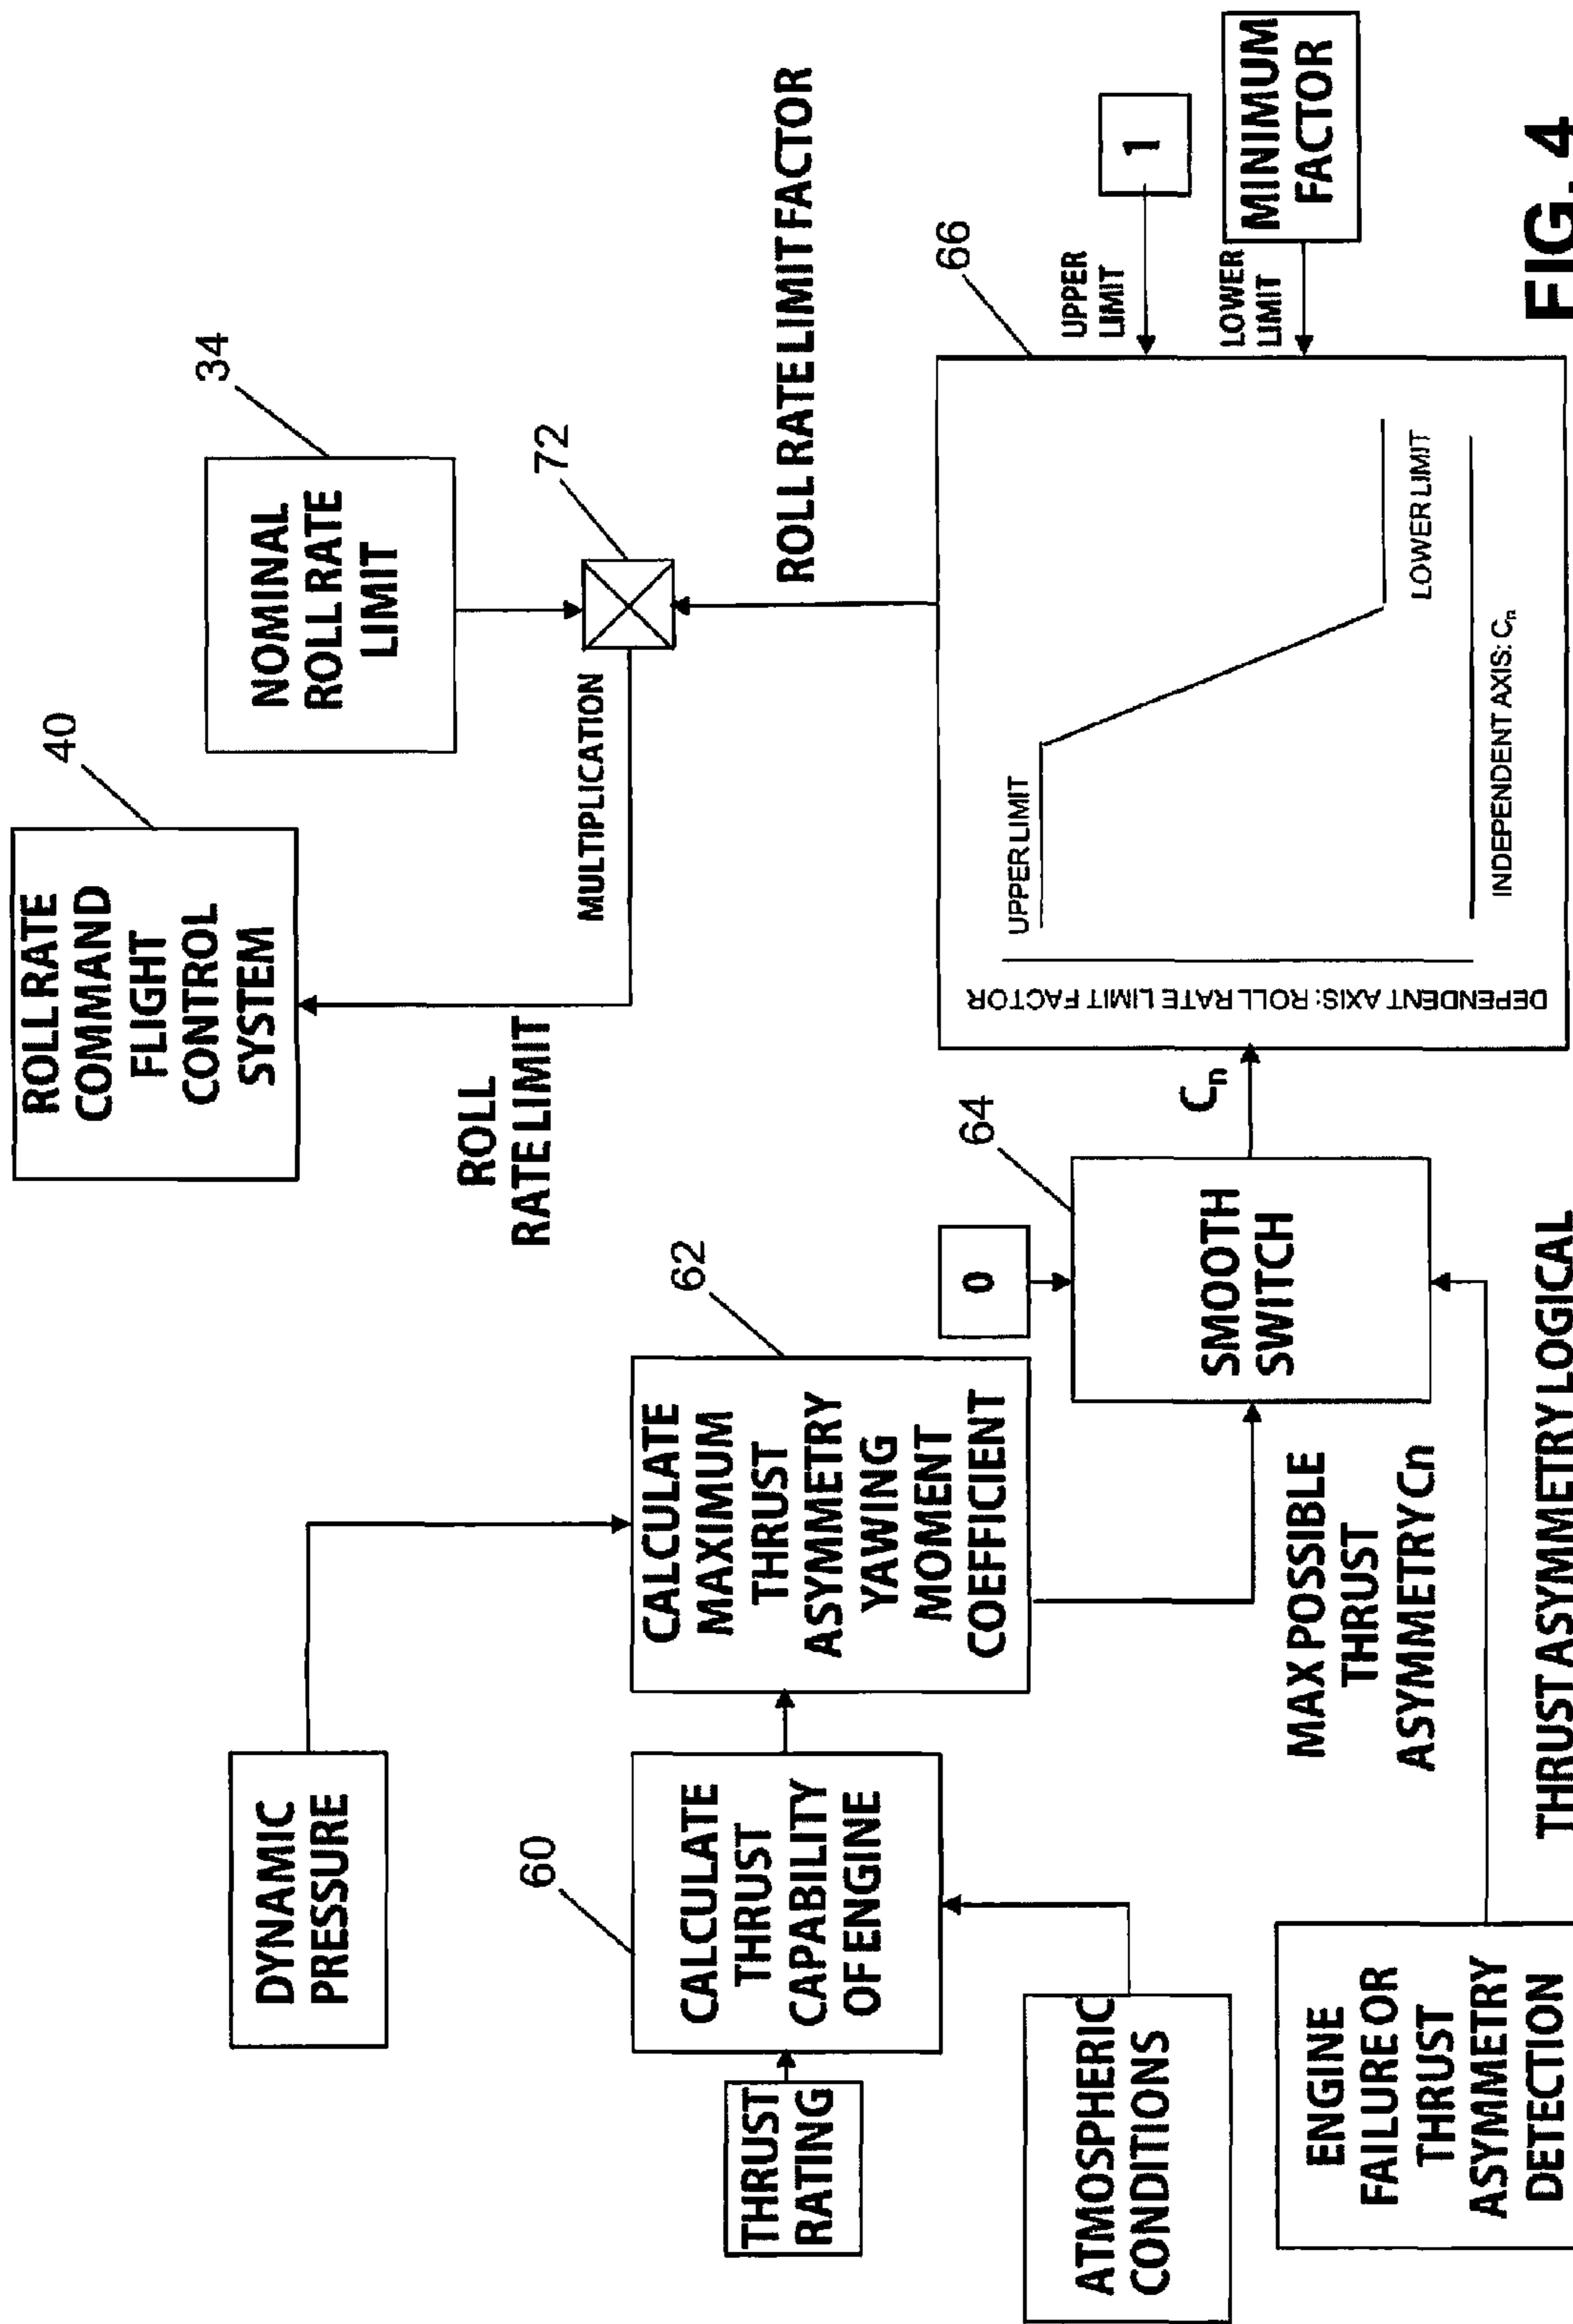 40
ROLL RATE
COMMAND
FLIGHT
CONTROL
SYSTEM
34
NOMINAL
ROLL RATE
LIMIT
DYNAMIC
PRESSURE
ROLL
RATE LIMIT
MULTIPLICATION
72
60
62
THRUST
RATING
CALCULATE
THRUST
CAPABILITY
OF ENGINE
CALCULATE
MAXIMUM
THRUST
ASYMMETRY
YAWING
MOMENT
COEFFICIENT
ROLL RATE LIMIT FACTOR
0
64
66
ATMOSPHERIC
CONDITIONS
SMOOTH
SWITCH
Cn
DEPENDENT AXIS: ROLL RATE LIMIT FACTOR
UPPER LIMIT
LOWER LIMIT
INDEPENDENT AXIS: Cn
UPPER
LIMIT
1
LOWER
LIMIT
MINIMUM
FACTOR
MAX POSSIBLE
THRUST
ASYMMETRY Cn
ENGINE
FAILURE OR
THRUST
ASYMMETRY
DETECTION
THRUST ASYMMETRY LOGICAL
FIG. 4